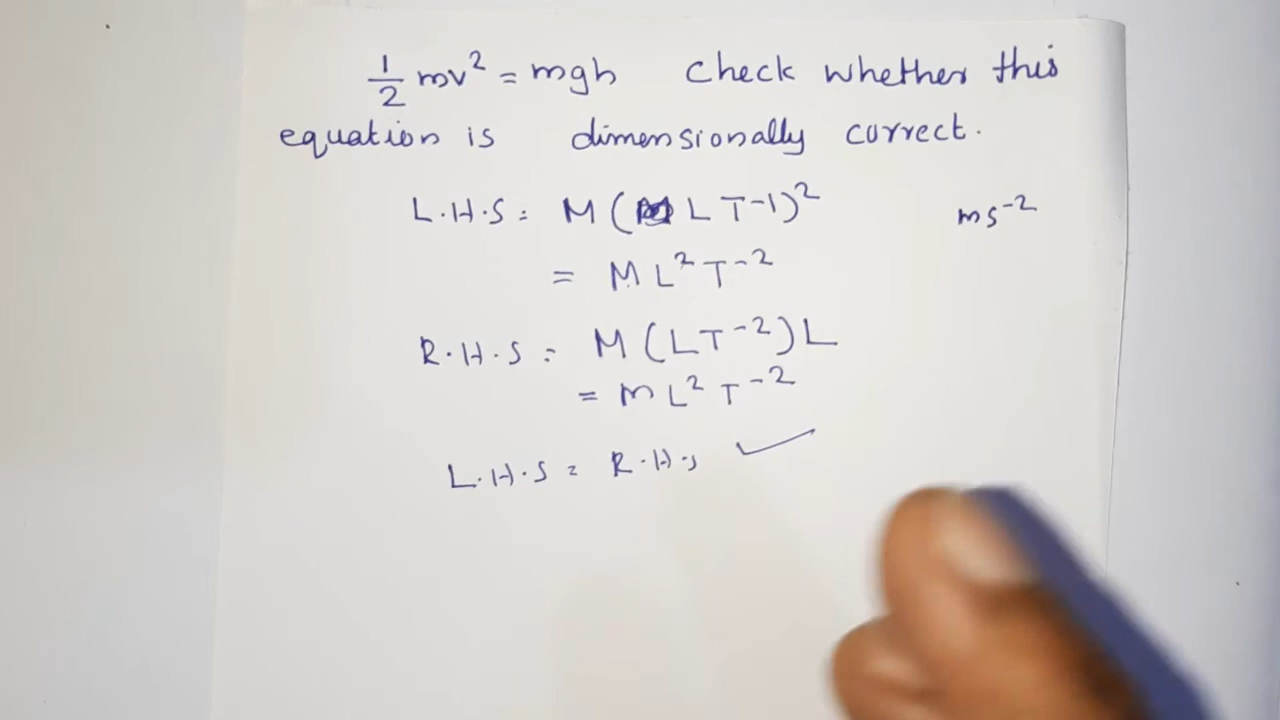 1/2 mv² = mgh Check whether this
equation is dimensionally correct.
L.H.S = M ( L T⁻¹)²
ms⁻²
= M L² T⁻²
R.H.S = M (LT⁻²) L
= M L² T⁻²
L.H.S = R.H.S ✓